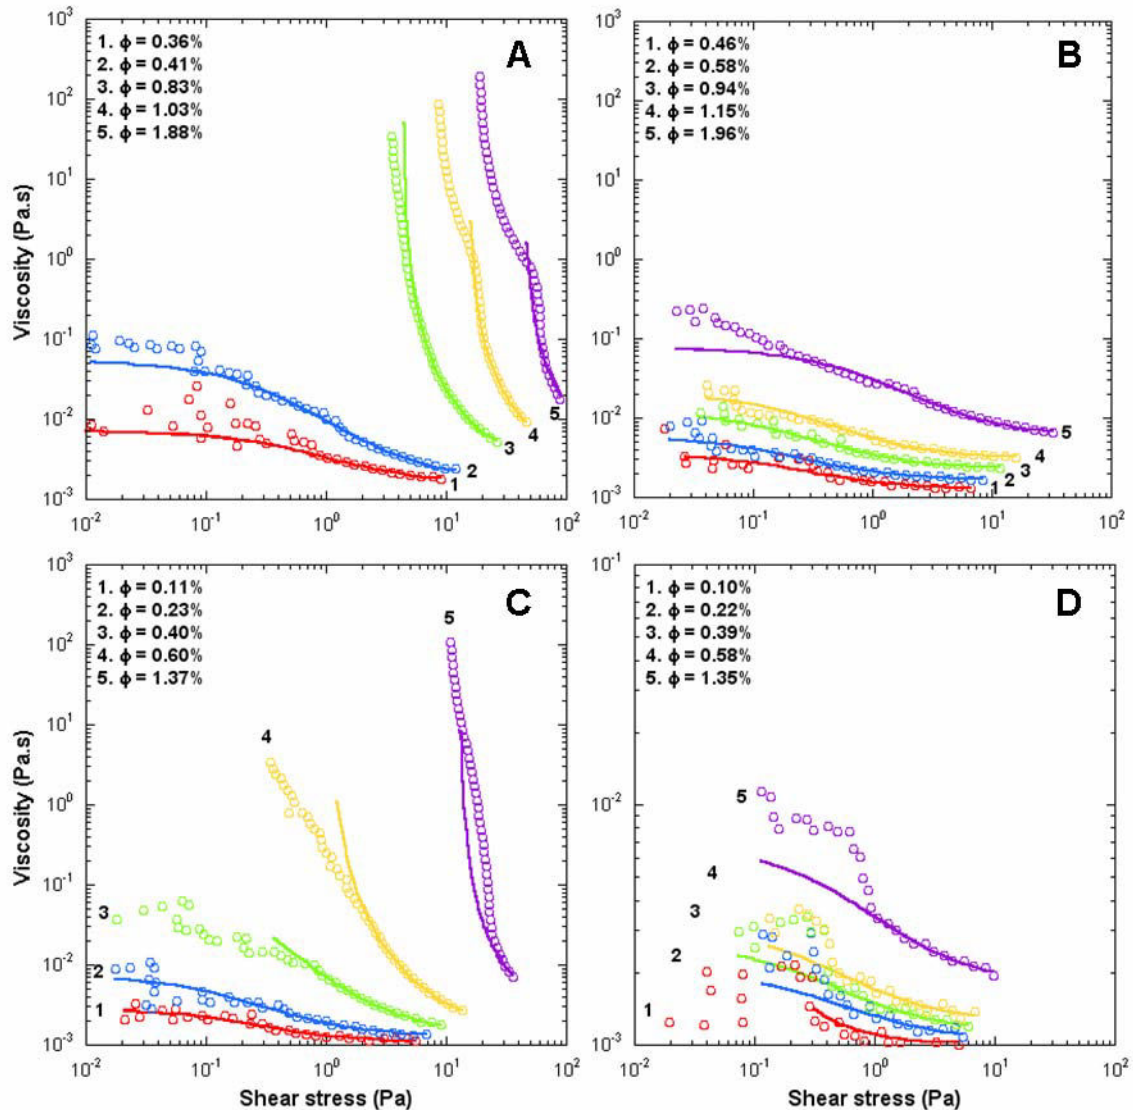 A
1. ϕ = 0.36%
2. ϕ = 0.41%
3. ϕ = 0.83%
4. ϕ = 1.03%
5. ϕ = 1.88%
Viscosity (Pa.s)
10³
10²
10¹
10⁰
10⁻¹
10⁻²
10⁻³
1
2
3
4
5
10⁻² 10⁻¹ 10⁰ 10¹ 10²
B
1. ϕ = 0.46%
2. ϕ = 0.58%
3. ϕ = 0.94%
4. ϕ = 1.15%
5. ϕ = 1.96%
10³
10²
10¹
10⁰
10⁻¹
10⁻²
10⁻³
5
4
3
2
1
10⁻² 10⁻¹ 10⁰ 10¹ 10²
C
1. ϕ = 0.11%
2. ϕ = 0.23%
3. ϕ = 0.40%
4. ϕ = 0.60%
5. ϕ = 1.37%
Viscosity (Pa.s)
10³
10²
10¹
10⁰
10⁻¹
10⁻²
10⁻³
5
4
3
2
1
10⁻² 10⁻¹ 10⁰ 10¹ 10²
Shear stress (Pa)
D
1. ϕ = 0.10%
2. ϕ = 0.22%
3. ϕ = 0.39%
4. ϕ = 0.58%
5. ϕ = 1.35%
10⁻¹
10⁻²
10⁻³
5
4
3
2
1
10⁻² 10⁻¹ 10⁰ 10¹ 10²
Shear stress (Pa)